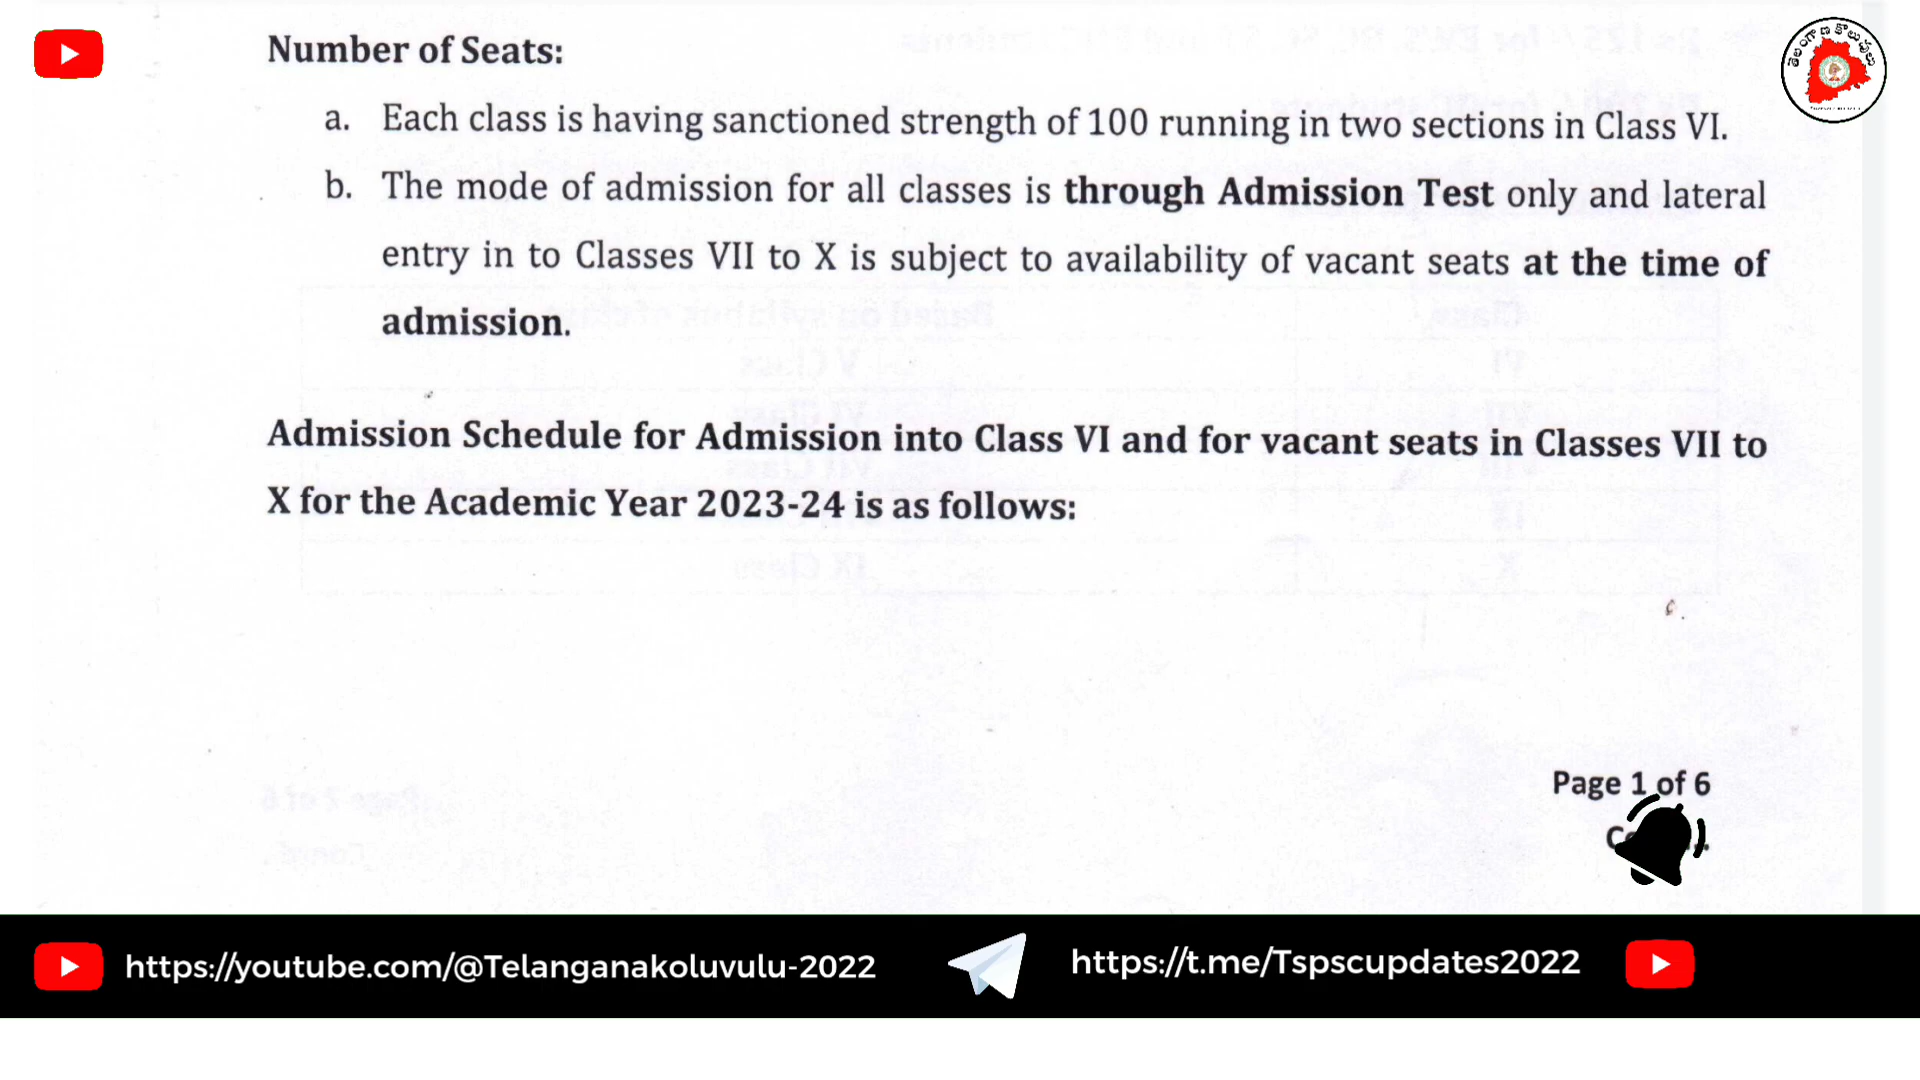 Number of Seats:
a. Each class is having sanctioned strength of 100 running in two sections in Class VI.
b. The mode of admission for all classes is through Admission Test only and lateral
entry in to Classes VII to X is subject to availability of vacant seats at the time of
admission.
Admission Schedule for Admission into Class VI and for vacant seats in Classes VII to
X for the Academic Year 2023-24 is as follows:
Page 1 of 6
https://youtube.com/@Telanganakoluvulu-2022
https://t.me/Tspscupdates2022
తెలంగాణ కొలువులు